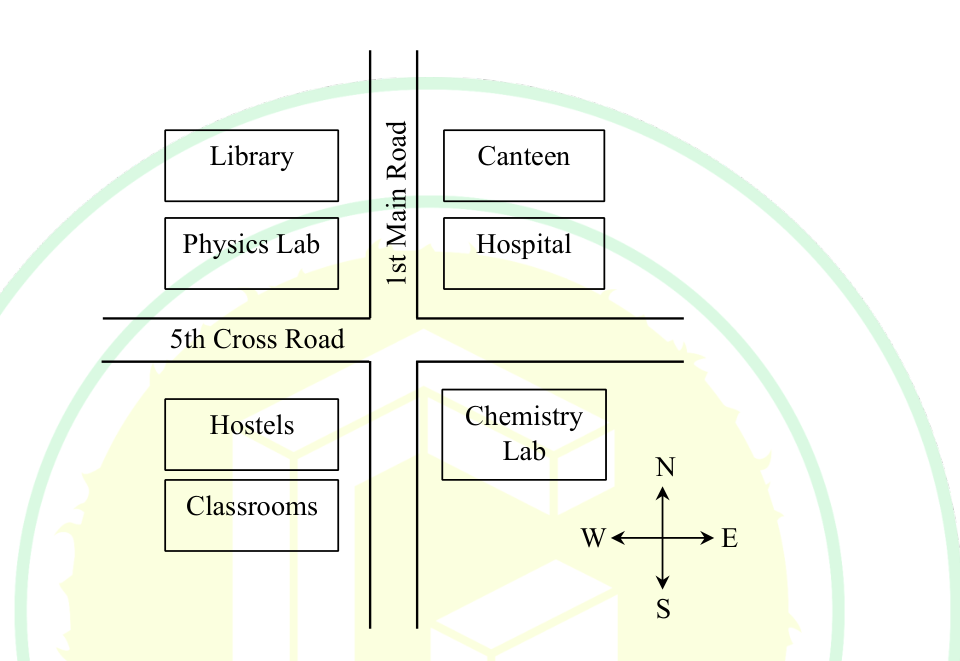 Library
Canteen
1st Main Road
Physics Lab
Hospital
5th Cross Road
Hostels
Chemistry
Lab
Classrooms
N
W
E
S